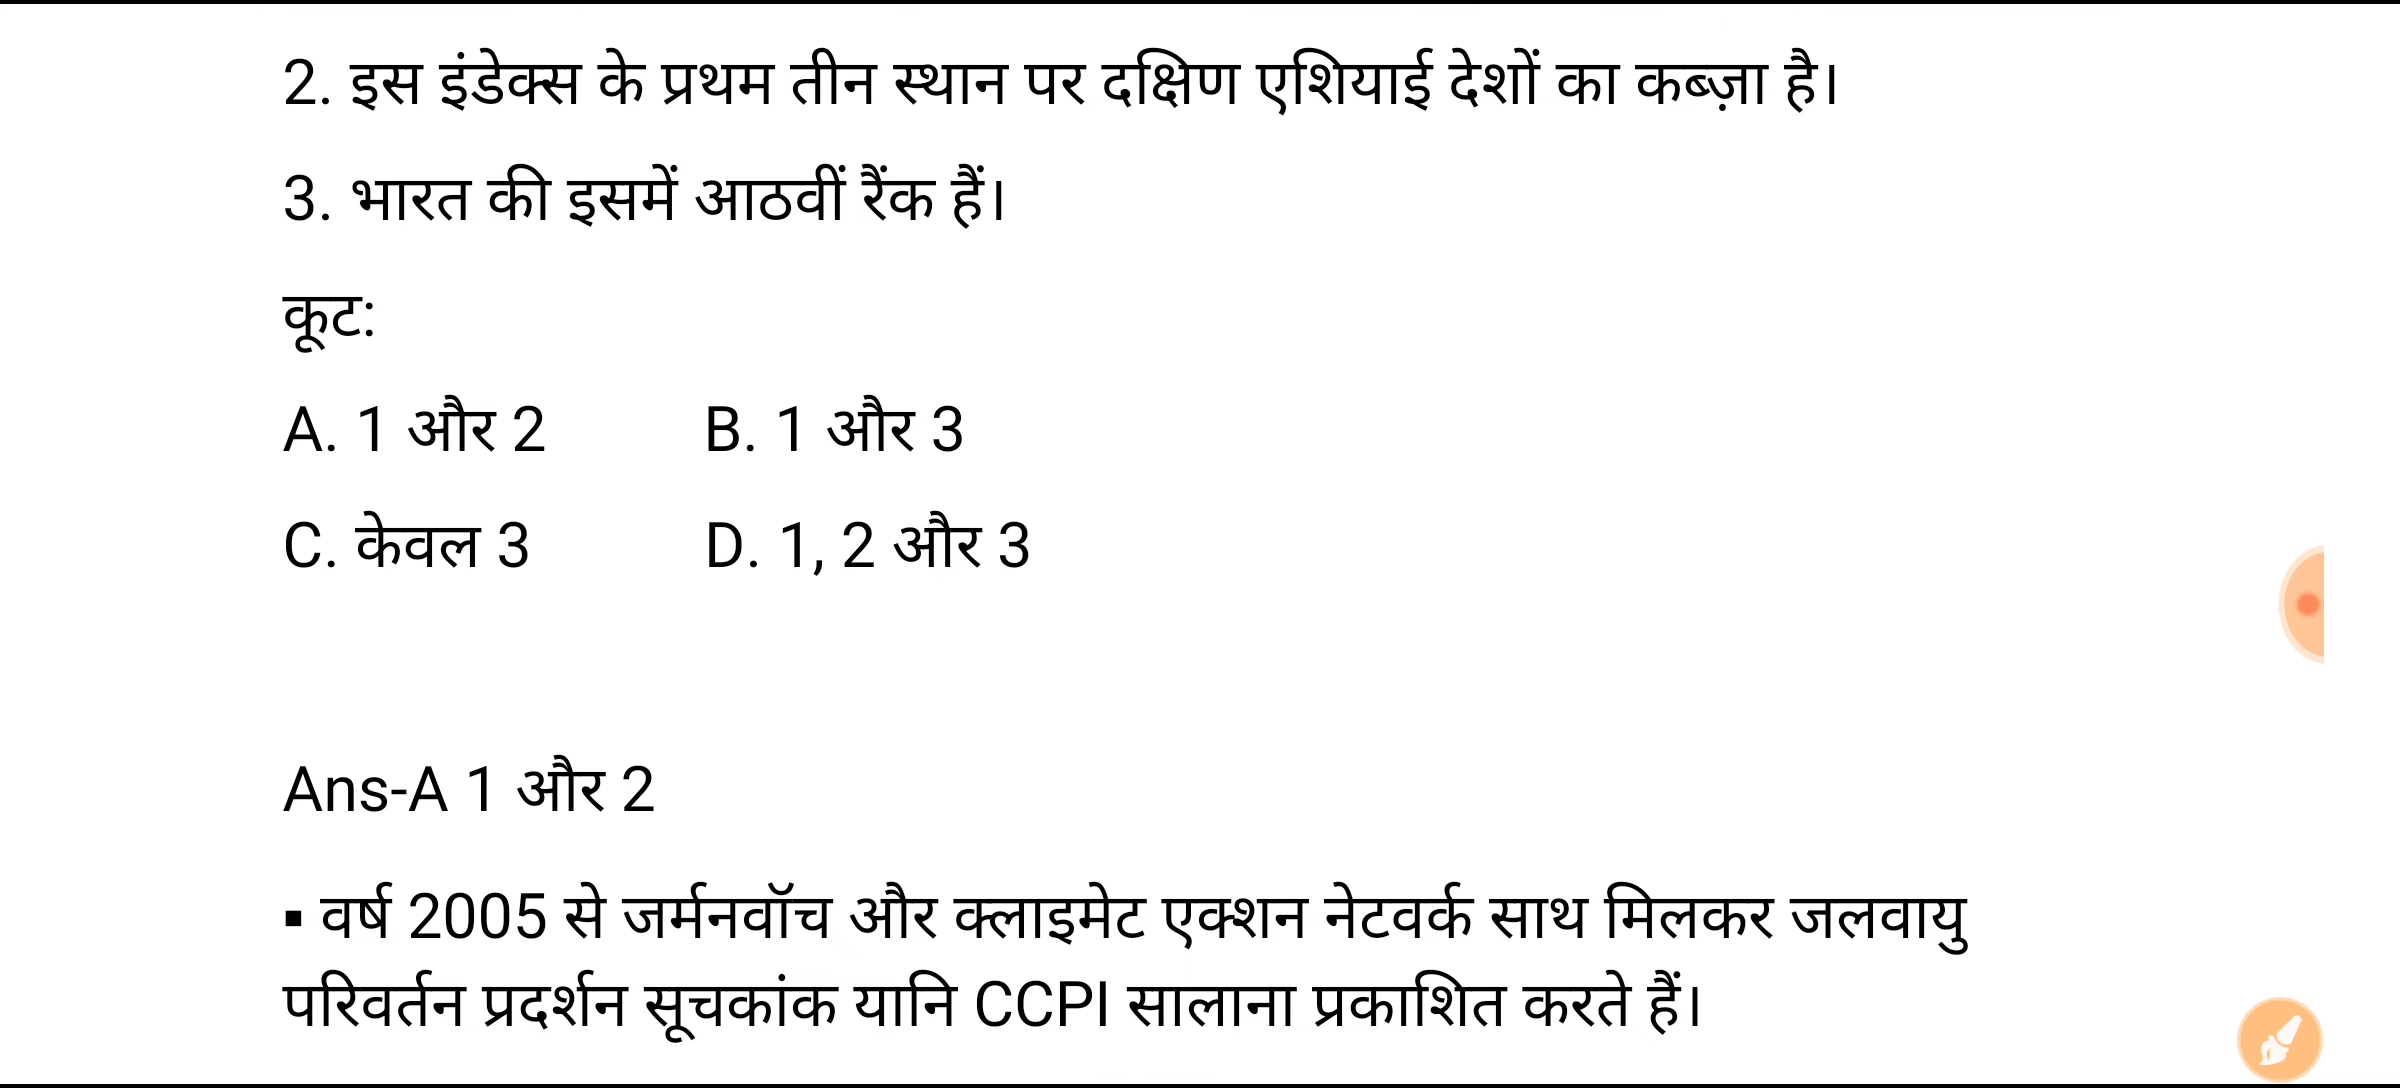 2. इस इंडेक्स के प्रथम तीन स्थान पर दक्षिण एशियाई देशों का कब्ज़ा है।
3. भारत की इसमें आठवीं रैंक हैं।
कूट:
A. 1 और 2 B. 1 और 3
C. केवल 3 D. 1, 2 और 3
Ans-A 1 और 2
▪ वर्ष 2005 से जर्मनवॉच और क्लाइमेट एक्शन नेटवर्क साथ मिलकर जलवायु
परिवर्तन प्रदर्शन सूचकांक यानि CCPI सालाना प्रकाशित करते हैं।